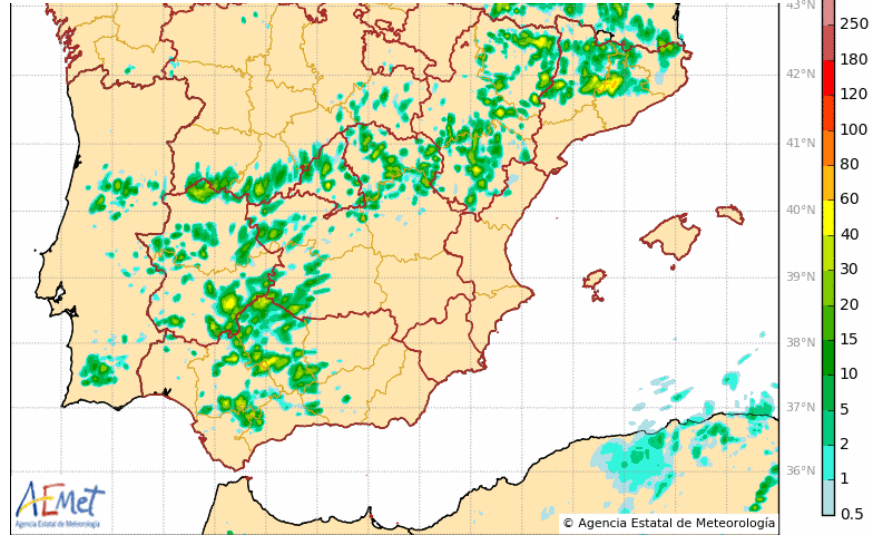 43°N
250
180
42°N
120
100
41°N
80
60
40°N
40
30
39°N
20
15
38°N
10
5
37°N
2
36°N
1
0.5
AEMet
Agencia Estatal de Meteorología
© Agencia Estatal de Meteorología